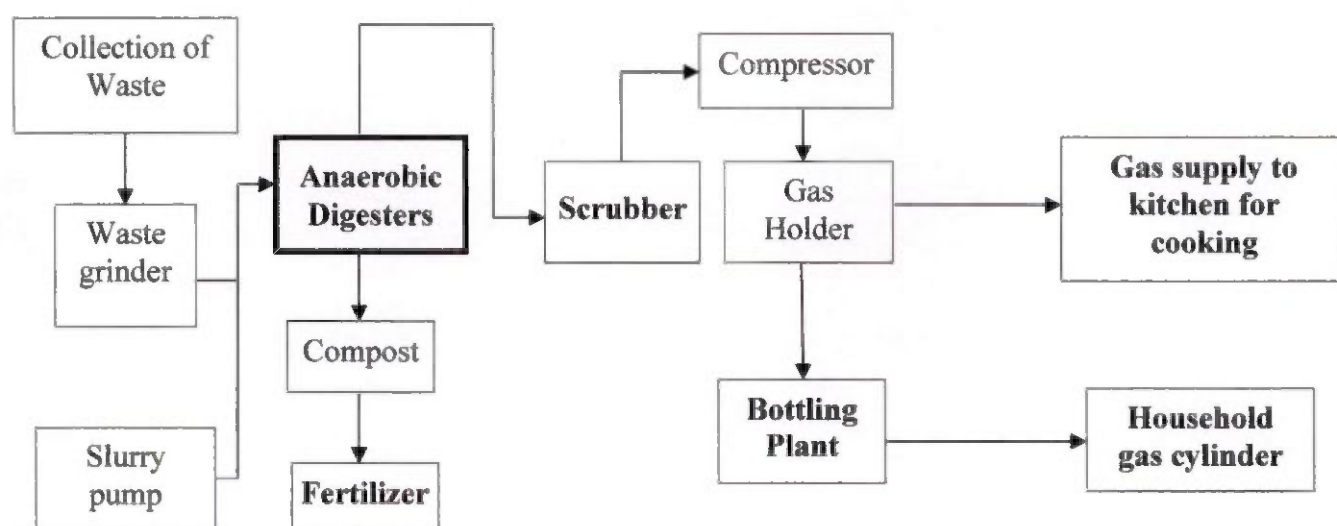 Collection of
Waste
Waste
grinder
Slurry
pump
Anaerobic
Digesters
Compost
Fertilizer
Scrubber
Compressor
Gas
Holder
Bottling
Plant
Gas supply to
kitchen for
cooking
Household
gas cylinder